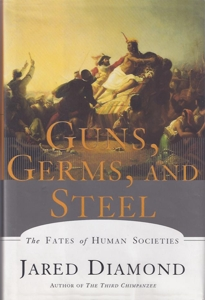 GUNS,
GERMS, AND
STEEL
The FATES OF HUMAN SOCIETIES
JARED DIAMOND
AUTHOR OF THE THIRD CHIMPANZEE